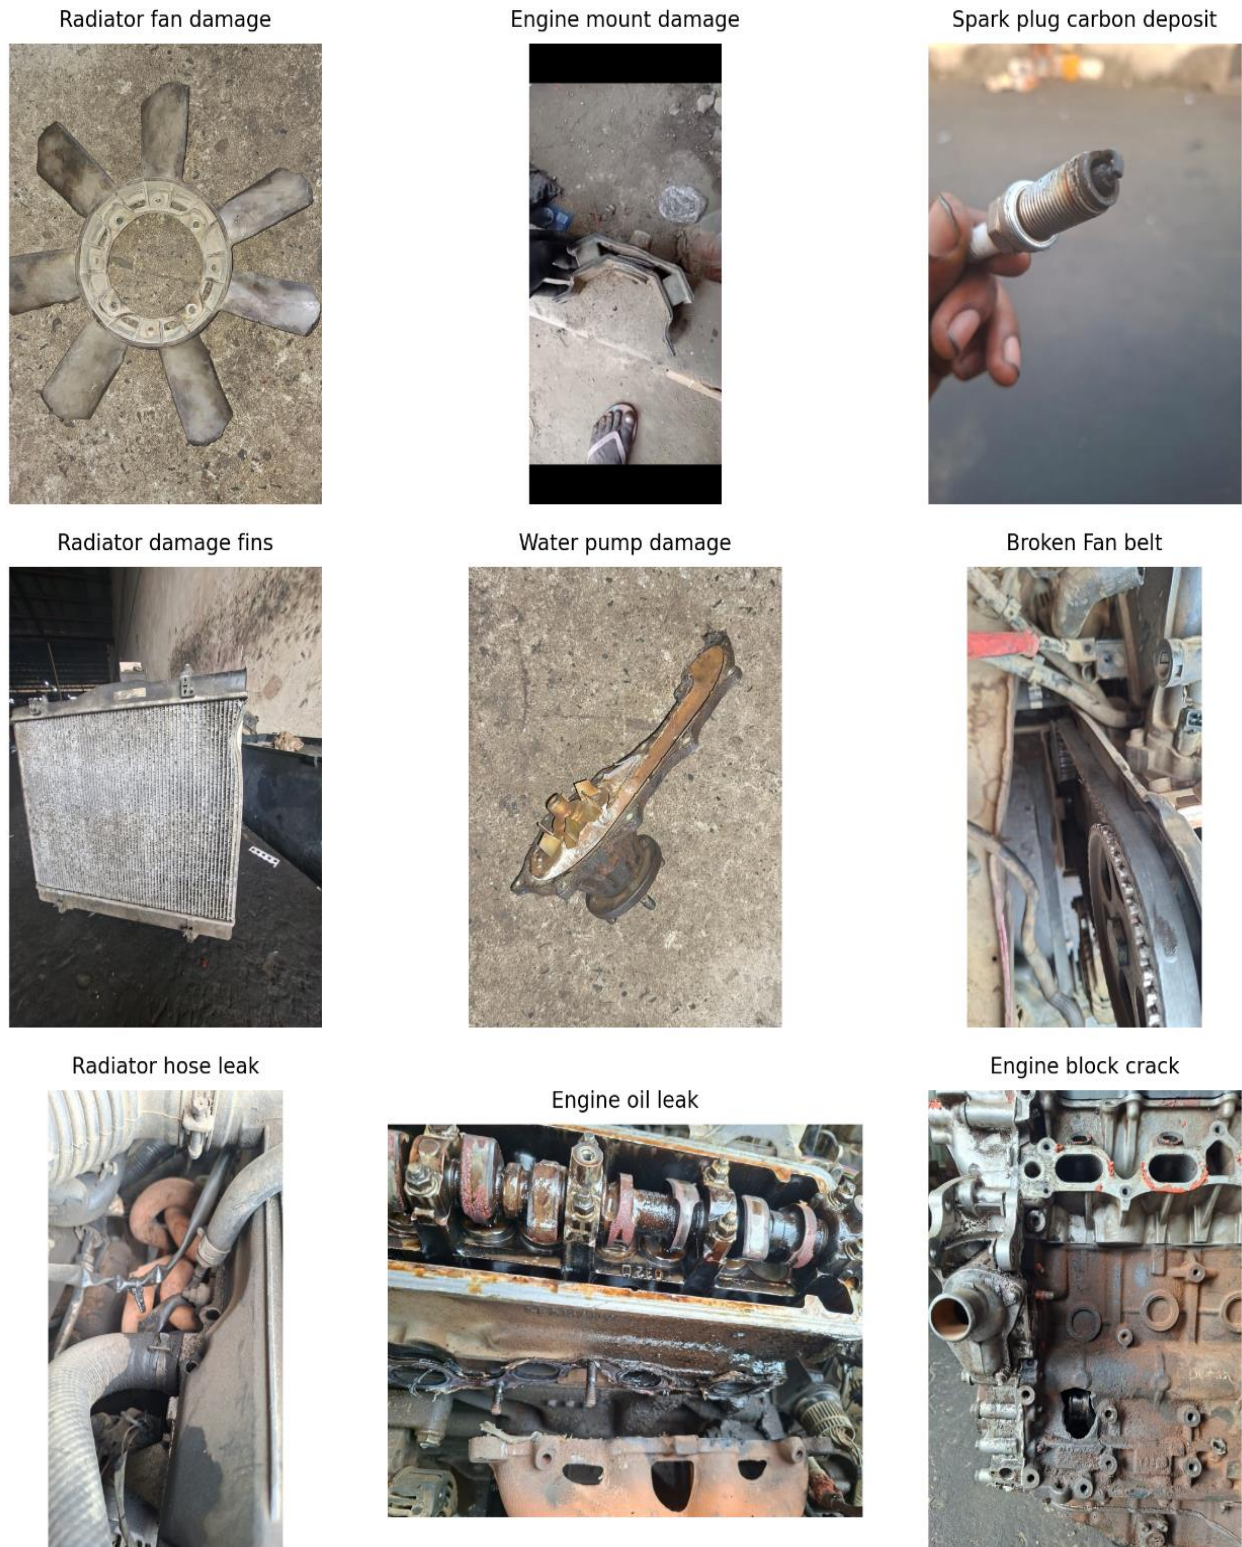 Radiator fan damage
Engine mount damage
Spark plug carbon deposit
Radiator damage fins
Water pump damage
Broken Fan belt
Radiator hose leak
Engine oil leak
Engine block crack